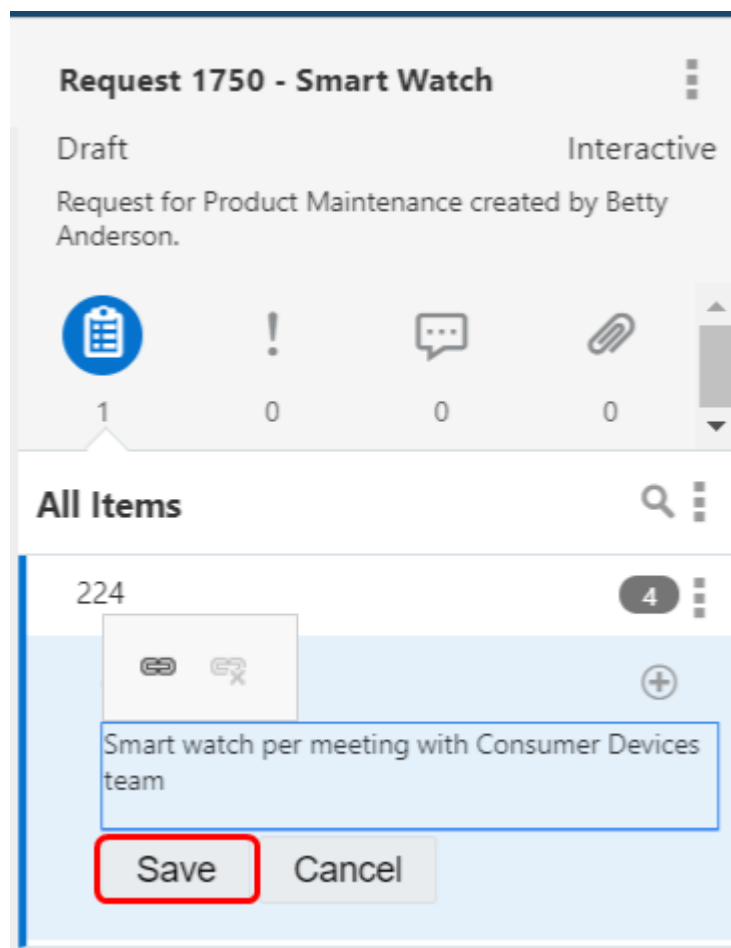 Request 1750 - Smart Watch
Draft Interactive
Request for Product Maintenance created by Betty
Anderson.
1 0 0 0
All Items
224 4
Smart watch per meeting with Consumer Devices
team
Save Cancel